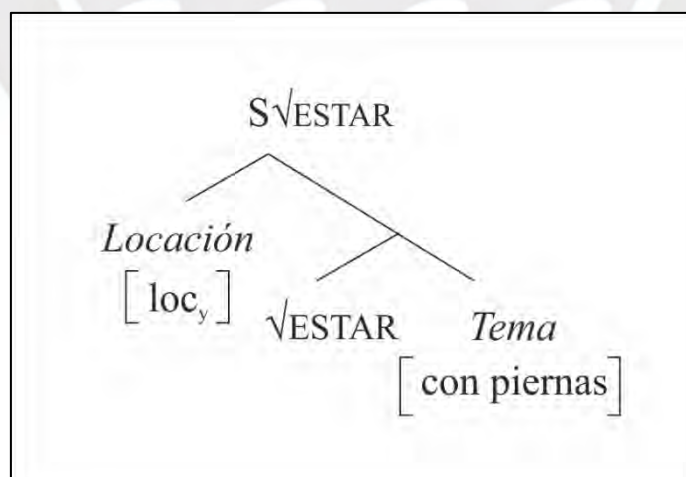 S√ESTAR
Locación
[loc_y]
√ESTAR
Tema
[con piernas]